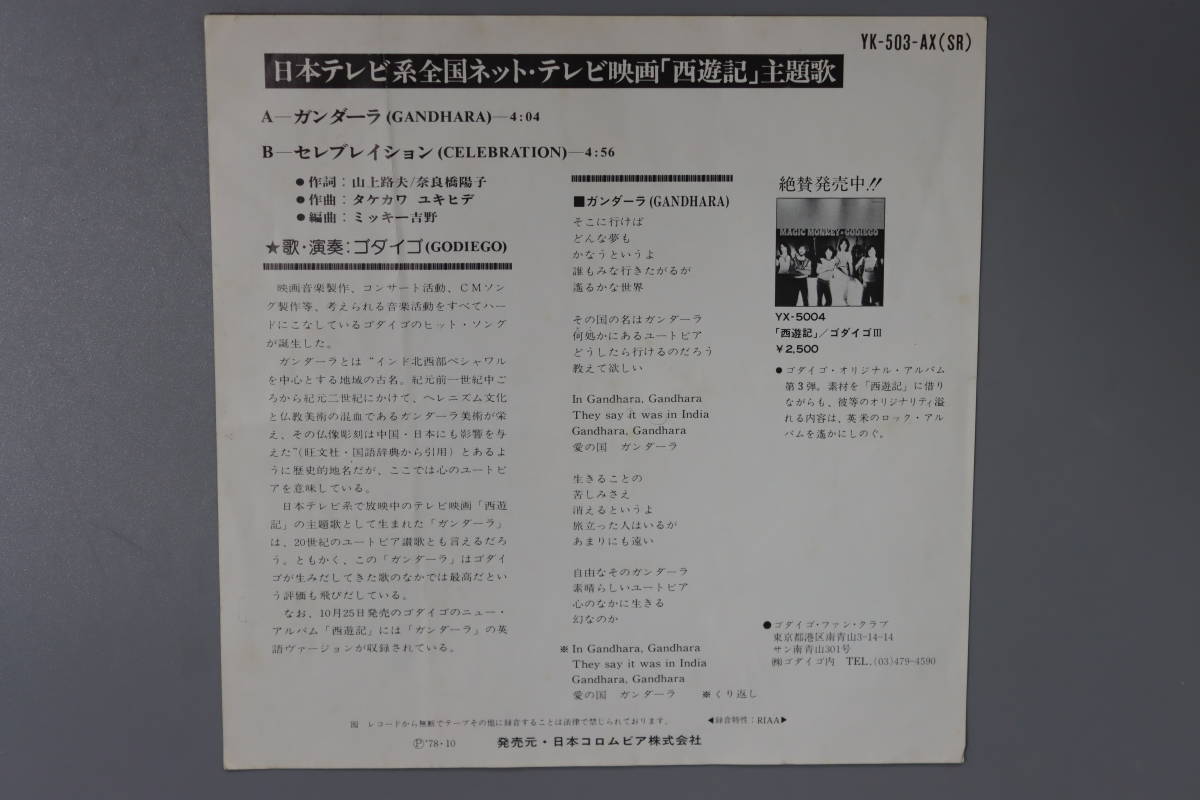 YK-503-AX(SR)
日本テレビ系全国ネット・テレビ映画「西遊記」主題歌
A—ガンダーラ(GANDHARA)—4:04
B—セレブレイション(CELEBRATION)—4:56
●作詞：山上路夫/奈良橋陽子
●作曲：タケカワ ユキヒデ
●編曲：ミッキー吉野
★歌・演奏：ゴダイゴ(GODIEGO)
映画音楽製作、コンサート活動、CMソン
グ製作等、考えられる音楽活動をすべてハー
ドにこなしているゴダイゴのヒット・ソング
が誕生した。
ガンダーラとは“インド北西部ペシャワル
を中心とする地域の古名。紀元前一世紀中ご
ろから紀元二世紀にかけて、ヘレニズム文化
と仏教美術の混血であるガンダーラ美術が栄
え、その仏像彫刻は中国・日本にも影響を与
えた”(旺文社・国語辞典から引用)とあるよ
うに歴史的地名だが、ここでは心のユートピ
アを意味している。
日本テレビ系で放映中のテレビ映画「西遊
記」の主題歌として生まれた「ガンダーラ」
は、20世紀のユートピア讃歌とも言えるだろ
う。ともかく、この「ガンダーラ」はゴダイ
ゴが生みだしてきた歌のなかでは最高だとい
う評価も飛びだしている。
なお、10月25日発売のゴダイゴのニュー・
アルバム「西遊記」には「ガンダーラ」の英
語ヴァージョンが収録されている。
■ガンダーラ(GANDHARA)
そこに行けば
どんな夢も
かなうというよ
誰もみな行きたがるが
遙るかな世界
その国の名はガンダーラ
何処かにあるユートピア
どうしたら行けるのだろう
教えて欲しい
In Gandhara, Gandhara
They say it was in India
Gandhara, Gandhara
愛の国 ガンダーラ
生きることの
苦しみさえ
消えるというよ
旅立った人はいるが
あまりにも遠い
自由なそのガンダーラ
素晴らしいユートピア
心のなかに生きる
幻なのか
※In Gandhara, Gandhara
They say it was in India
Gandhara, Gandhara
愛の国 ガンダーラ ※くり返し
絶賛発売中!!
MAGIC MONKEY・GODIEGO
YX-5004
「西遊記」/ゴダイゴIII
¥2,500
●ゴダイゴ・オリジナル・アルバム
第3弾。素材を「西遊記」に借り
ながらも、彼等のオリジナリティ溢
れる内容は、英米のロック・アル
バムを遙かにしのぐ。
●ゴダイゴ・ファン・クラブ
東京都港区南青山3-14-14
サン南青山301号
㈱ゴダイゴ内 TEL.(03)479-4590
レコードから無断でテープその他に録音することは法律で禁じられております。 ◀録音特性：RIAA▶
Ⓟ'78・10 発売元・日本コロムビア株式会社